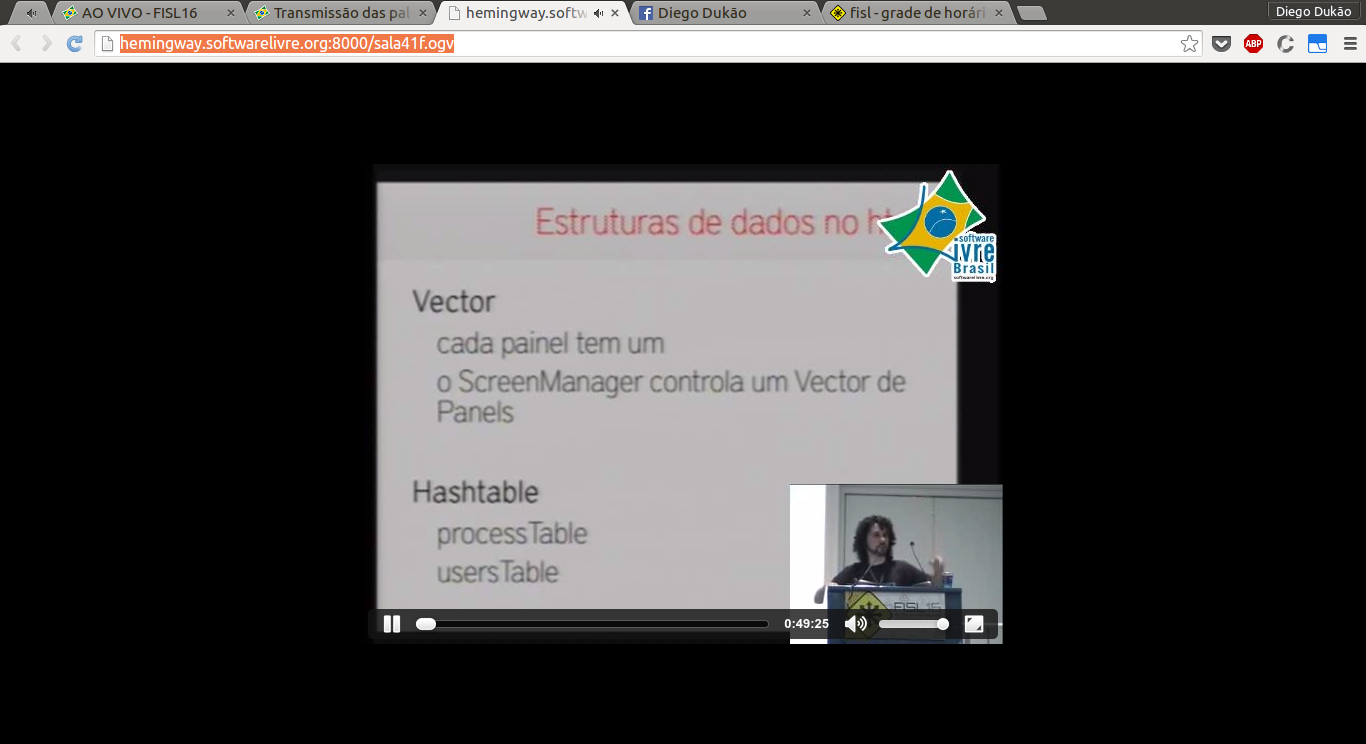 AO VIVO - FISL16
Transmissão das pal
hemingway.softw
Diego Dukão
fisl - grade de horári
Diego Dukão
hemingway.softwarelivre.org:8000/sala41f.ogv
ABP
Estruturas de dados no
software
livre
Brasil
softwarelivre.org
Vector
cada painel tem um
o ScreenManager controla um Vector de
Panels
Hashtable
processTable
usersTable
FISL16
0:49:25